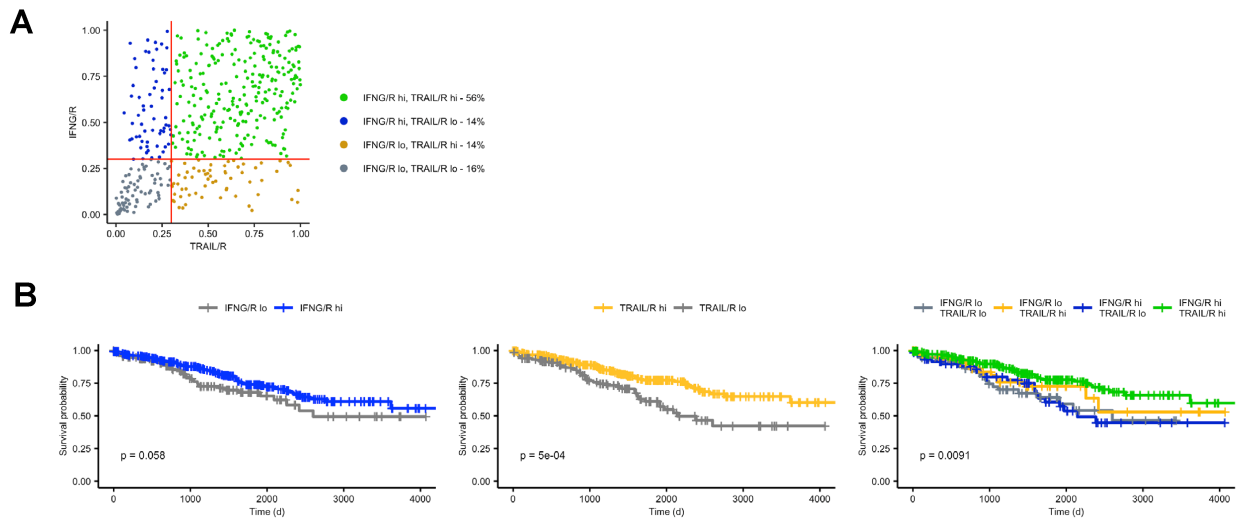 A
1.00
0.75
0.50
0.25
0.00
IFNG/R
0.00 0.25 0.50 0.75 1.00
TRAIL/R
IFNG/R hi, TRAIL/R hi - 56%
IFNG/R hi, TRAIL/R lo - 14%
IFNG/R lo, TRAIL/R hi - 14%
IFNG/R lo, TRAIL/R lo - 16%
B
IFNG/R lo IFNG/R hi
1.00
0.75
0.50
0.25
0.00
Survival probability
p = 0.058
0 1000 2000 3000 4000
Time (d)
TRAIL/R hi TRAIL/R lo
1.00
0.75
0.50
0.25
0.00
Survival probability
p = 5e-04
0 1000 2000 3000 4000
Time (d)
IFNG/R lo IFNG/R lo IFNG/R hi IFNG/R hi
TRAIL/R lo TRAIL/R hi TRAIL/R lo TRAIL/R hi
1.00
0.75
0.50
0.25
0.00
Survival probability
p = 0.0091
0 1000 2000 3000 4000
Time (d)